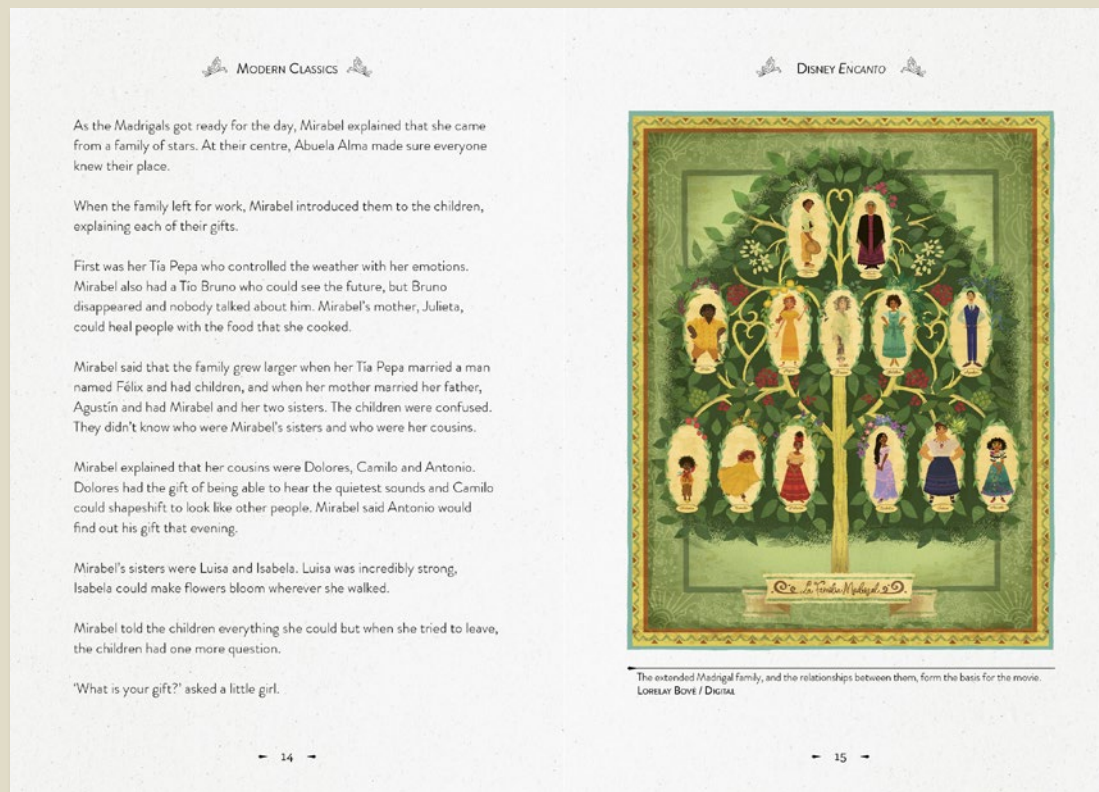 MODERN CLASSICS
As the Madrigals got ready for the day, Mirabel explained that she came
from a family of stars. At their centre, Abuela Alma made sure everyone
knew their place.
When the family left for work, Mirabel introduced them to the children,
explaining each of their gifts.
First was her Tía Pepa who controlled the weather with her emotions.
Mirabel also had a Tío Bruno who could see the future, but Bruno
disappeared and nobody talked about him. Mirabel's mother, Julieta,
could heal people with the food that she cooked.
Mirabel said that the family grew larger when her Tía Pepa married a man
named Félix and had children, and when her mother married her father,
Agustín and had Mirabel and her two sisters. The children were confused.
They didn't know who were Mirabel's sisters and who were her cousins.
Mirabel explained that her cousins were Dolores, Camilo and Antonio.
Dolores had the gift of being able to hear the quietest sounds and Camilo
could shapeshift to look like other people. Mirabel said Antonio would
find out his gift that evening.
Mirabel's sisters were Luisa and Isabela. Luisa was incredibly strong,
Isabela could make flowers bloom wherever she walked.
Mirabel told the children everything she could but when she tried to leave,
the children had one more question.
'What is your gift?' asked a little girl.
14
DISNEY ENCANTO
La Familia Madrigal
The extended Madrigal family, and the relationships between them, form the basis for the movie.
LORELAY BOVÉ / DIGITAL
15